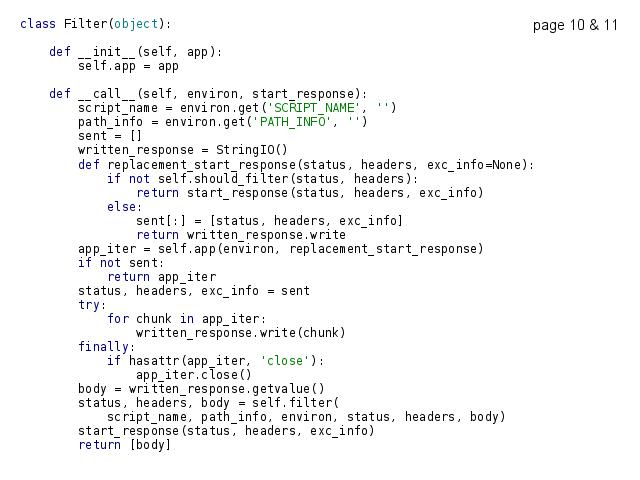 class Filter(object):
page 10 & 11
    def __init__(self, app):
        self.app = app
    def __call__(self, environ, start_response):
        script_name = environ.get('SCRIPT_NAME', '')
        path_info = environ.get('PATH_INFO', '')
        sent = []
        written_response = StringIO()
        def replacement_start_response(status, headers, exc_info=None):
            if not self.should_filter(status, headers):
                return start_response(status, headers, exc_info)
            else:
                sent[:] = [status, headers, exc_info]
                return written_response.write
        app_iter = self.app(environ, replacement_start_response)
        if not sent:
            return app_iter
        status, headers, exc_info = sent
        try:
            for chunk in app_iter:
                written_response.write(chunk)
        finally:
            if hasattr(app_iter, 'close'):
                app_iter.close()
        body = written_response.getvalue()
        status, headers, body = self.filter(
            script_name, path_info, environ, status, headers, body)
        start_response(status, headers, exc_info)
        return [body]